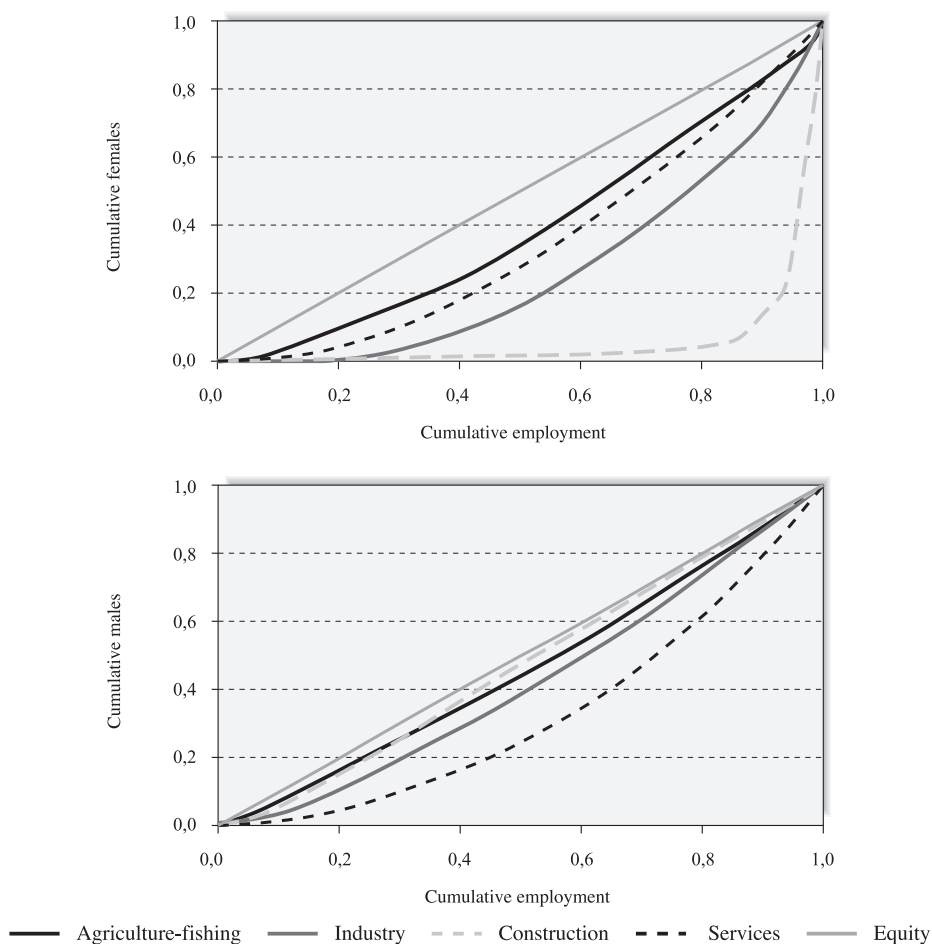 1,0
0,8
0,6
0,4
0,2
0,0
Cumulative females
0,0 0,2 0,4 0,6 0,8 1,0
Cumulative employment
1,0
0,8
0,6
0,4
0,2
0,0
Cumulative males
0,0 0,2 0,4 0,6 0,8 1,0
Cumulative employment
Agriculture-fishing Industry Construction Services Equity